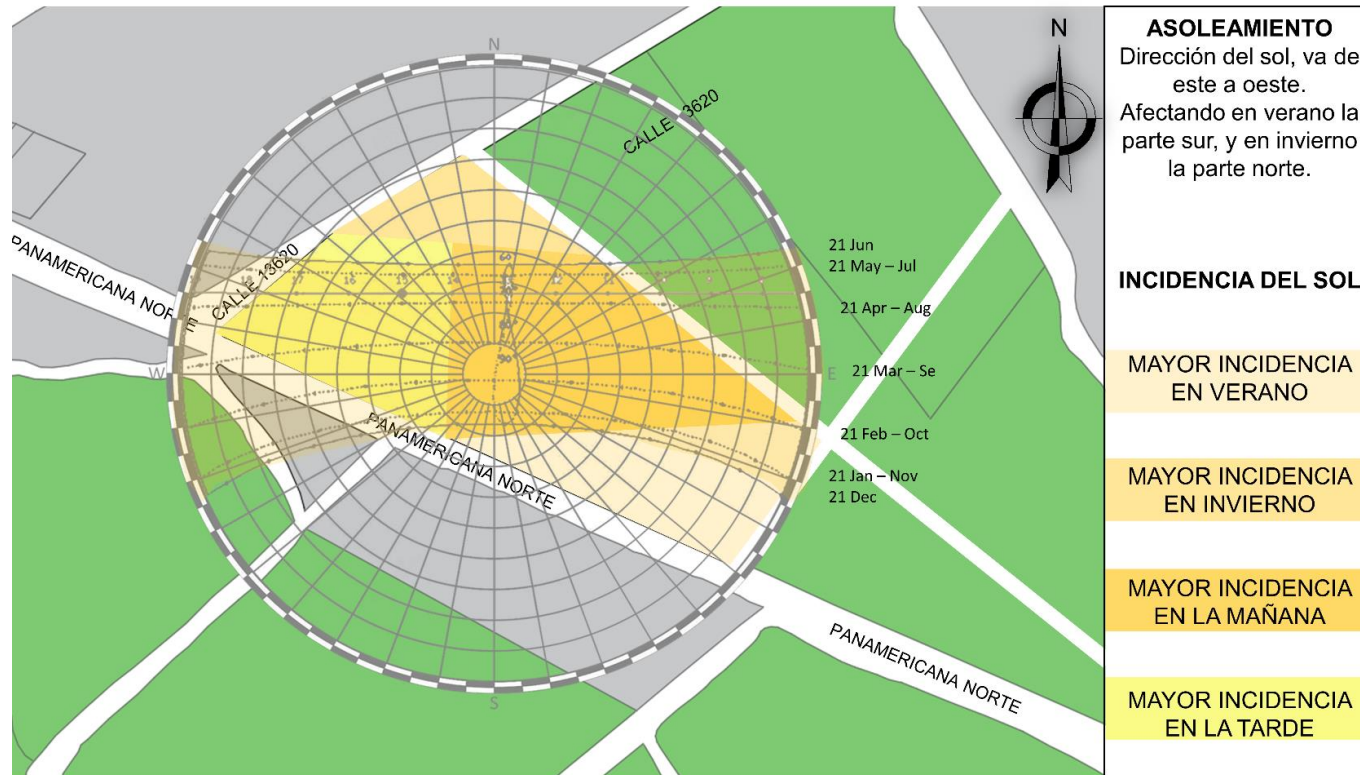 N
CALLE 13620
PANAMERICANA NORTE
CALLE 13620
W
E
S
PANAMERICANA NORTE
PANAMERICANA NORTE
21 Jun
21 May – Jul
21 Apr – Aug
21 Mar – Se
21 Feb – Oct
21 Jan – Nov
21 Dec
N
ASOLEAMIENTO
Dirección del sol, va de
este a oeste.
Afectando en verano la
parte sur, y en invierno
la parte norte.
INCIDENCIA DEL SOL
MAYOR INCIDENCIA
EN VERANO
MAYOR INCIDENCIA
EN INVIERNO
MAYOR INCIDENCIA
EN LA MAÑANA
MAYOR INCIDENCIA
EN LA TARDE